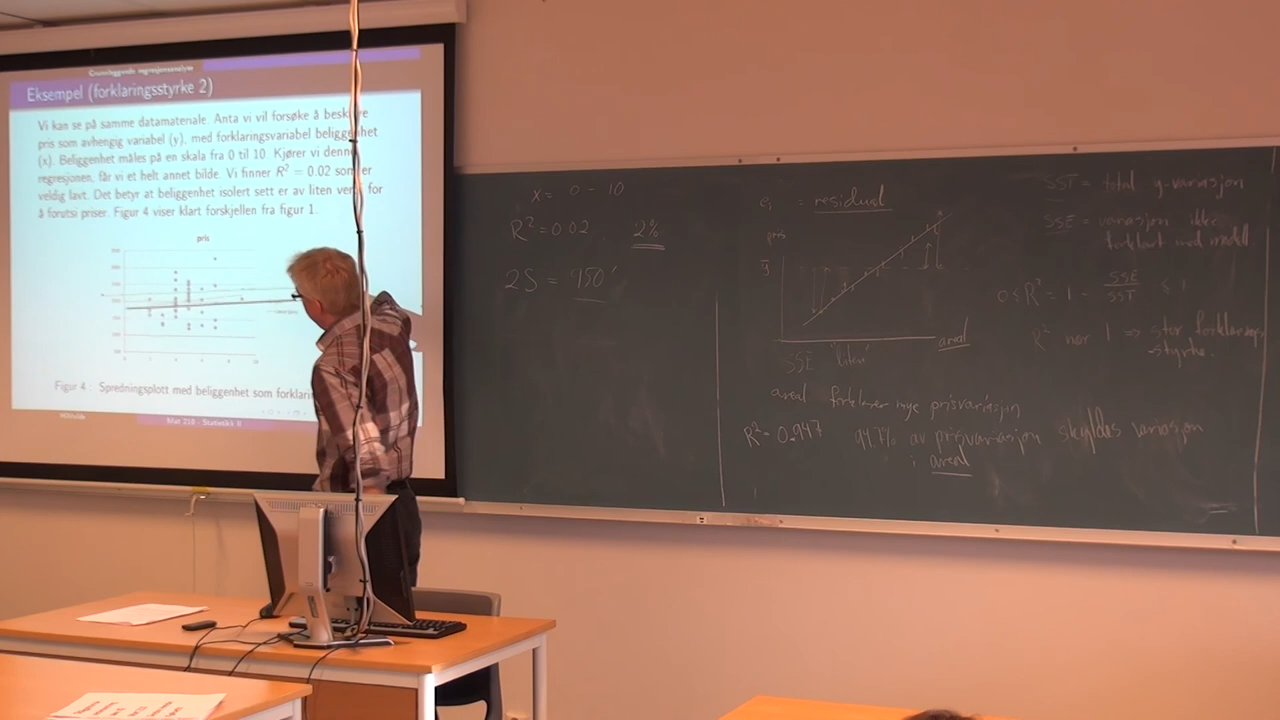 Grunnleggende regresjonsanalyse
Eksempel (forklaringsstyrke 2)
Vi kan se på samme datamateriale. Anta vi vil forsøke å beskrive
pris som avhengig variabel (y), med forklaringsvariabel beliggenhet
(x). Beliggenhet måles på en skala fra 0 til 10. Kjører vi denne
regresjonen, får vi et helt annet bilde. Vi finner R² = 0.02 som er
veldig lavt. Det betyr at beliggenhet isolert sett er av liten verdi for
å forutsi priser. Figur 4 viser klart forskjellen fra figur 1.
pris
Figur 4 : Spredningsplott med beliggenhet som
Mat 210 - Statistikk II
x = 0 - 10
R² = 0.02 2%
2S = 950'
e_i = residual
pris
ȳ
areal
SSE "liten"
areal forklarer mye prisvariasjon
R² = 0.947 94.7% av prisvariasjon skyldes variasjon
i areal
SST = total y-variasjon
SSE = variasjon ikke
forklart med modell
0 ≤ R² = 1 - SSE/SST ≤ 1
R² nær 1 ⇒ stor forklarings
styrke.